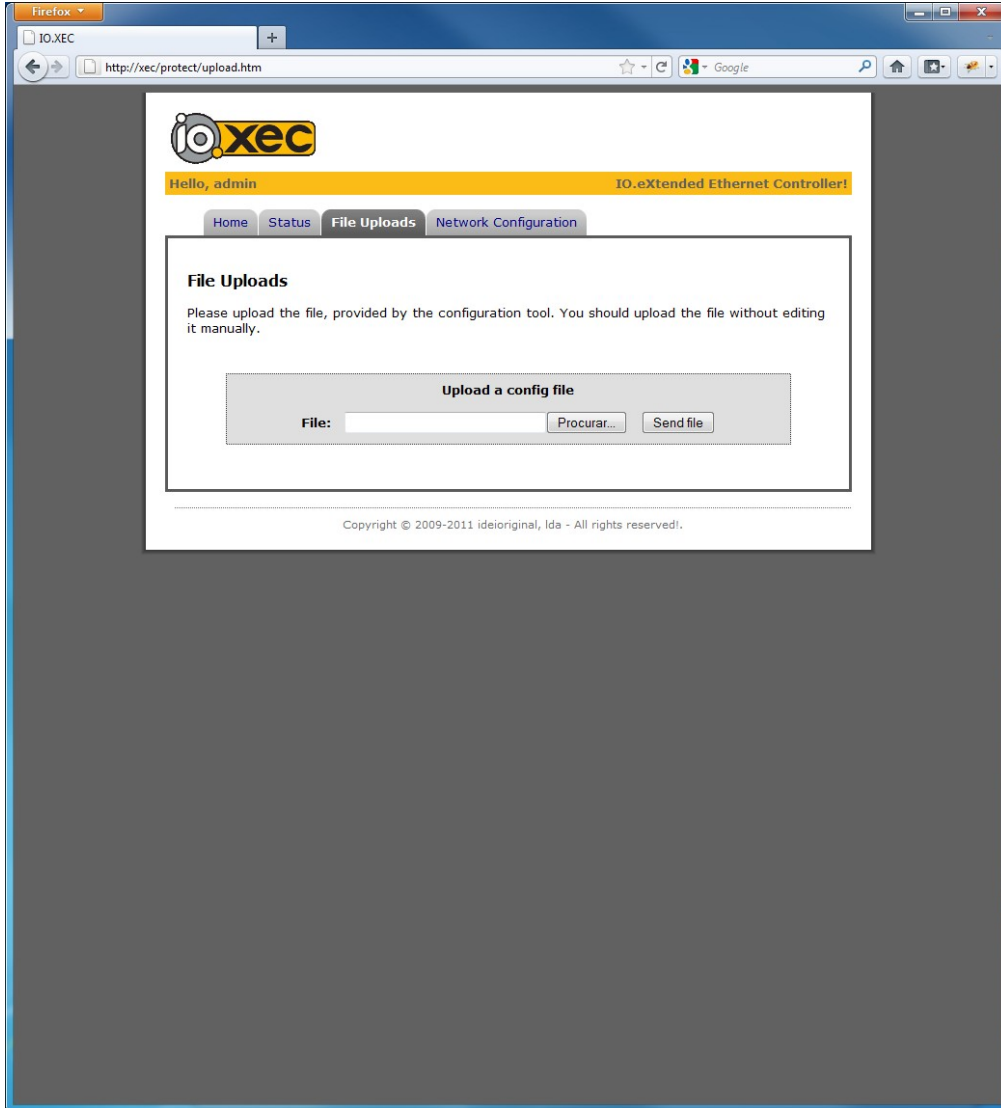 Firefox
IO.XEC
http://xec/protect/upload.htm
Google
io.xec
Hello, admin
IO.eXtended Ethernet Controller!
Home
Status
File Uploads
Network Configuration
File Uploads
Please upload the file, provided by the configuration tool. You should upload the file without editing
it manually.
Upload a config file
File:
Procurar...
Send file
Copyright © 2009-2011 ideioriginal, lda - All rights reserved!.